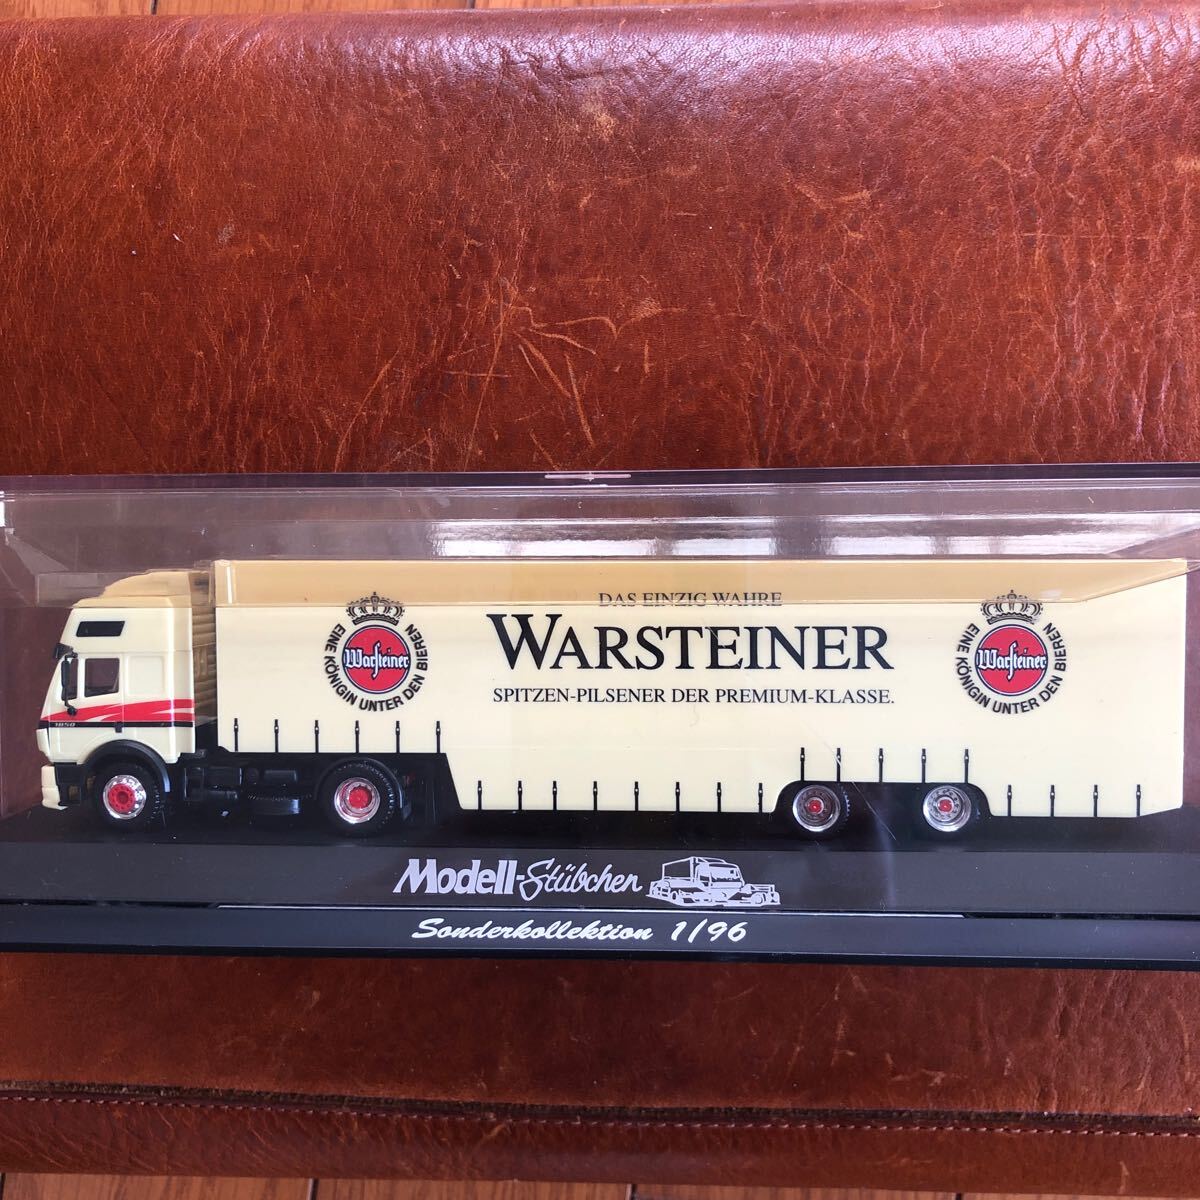 DAS EINZIG WAHRE
WARSTEINER
SPITZEN-PILSENER DER PREMIUM-KLASSE.
Warsteiner
EINE KÖNIGIN UNTER DEN BIEREN
Warsteiner
EINE KÖNIGIN UNTER DEN BIEREN
1850
Modell-Stübchen
Sonderkollektion 1/96